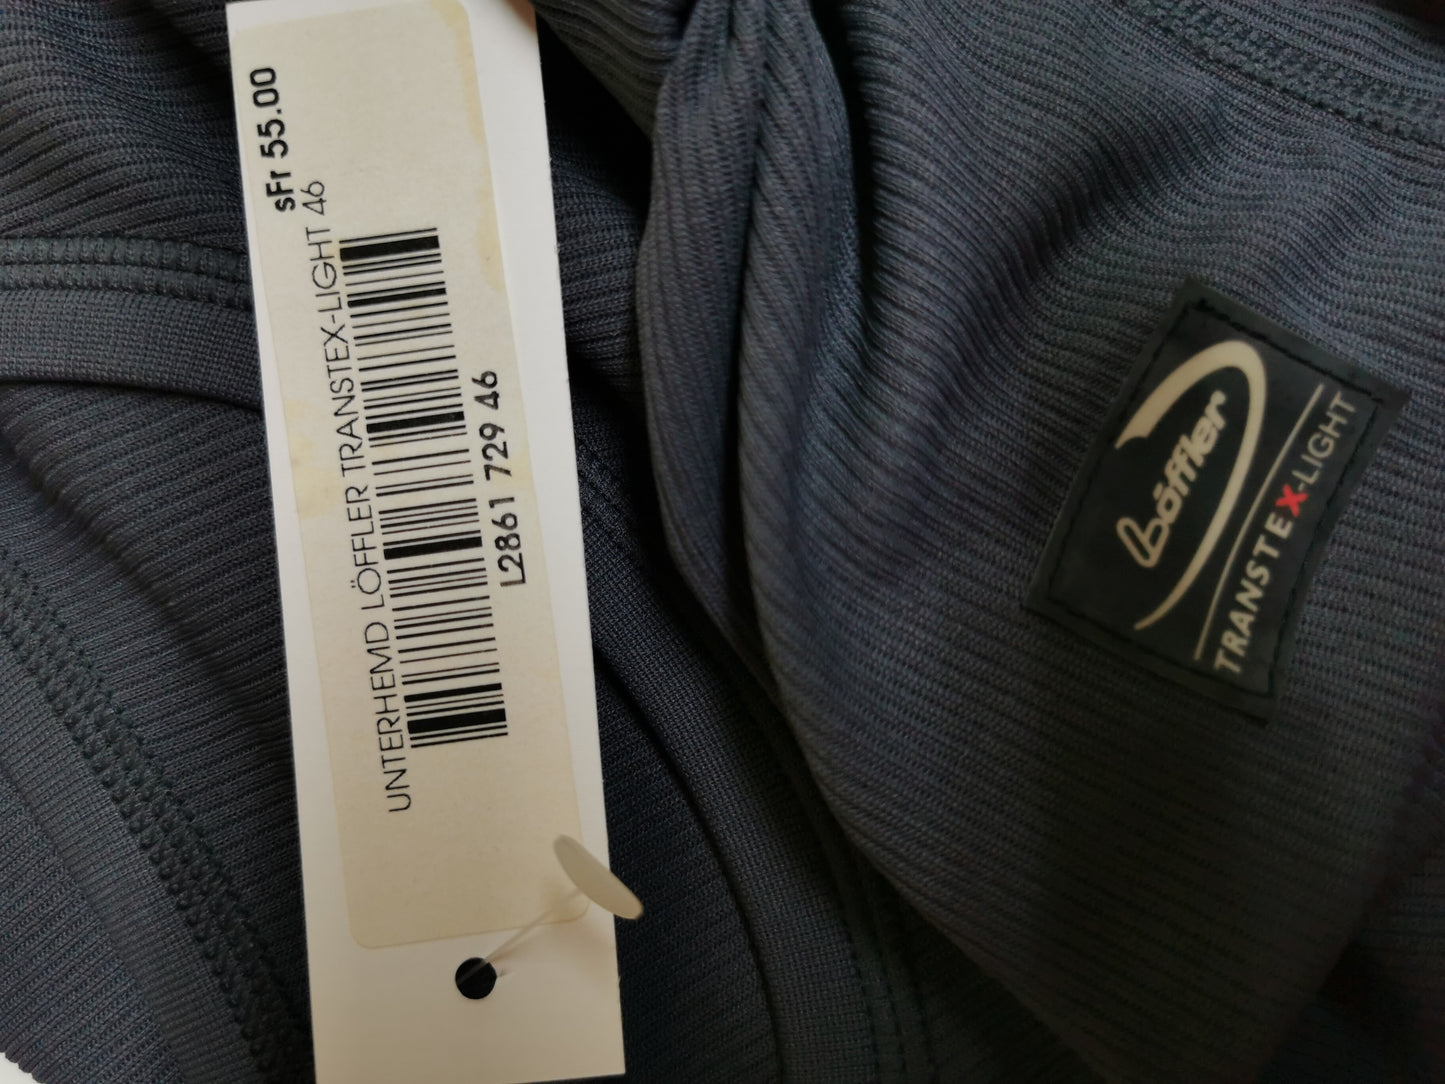 sFr 55.00
UNTERHEMD LÖFFLER TRANSTEX-LIGHT 46
L2861 729 46
löffler
TRANSTEX-LIGHT